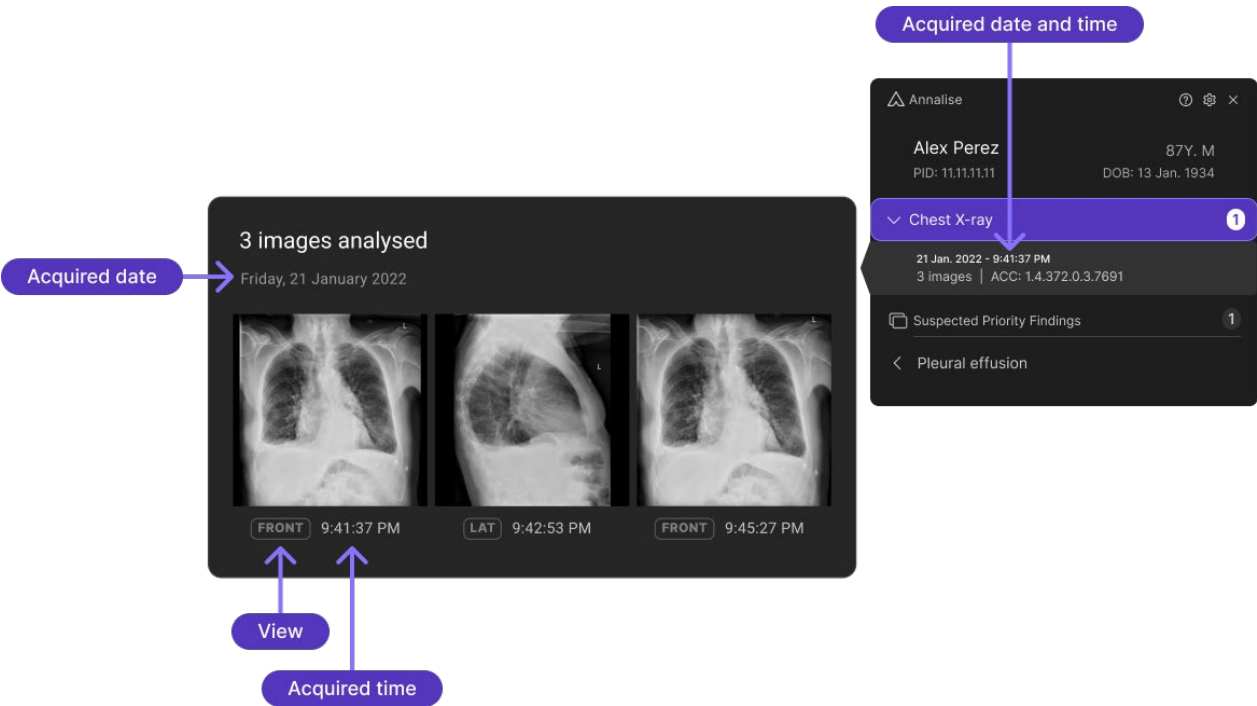 Acquired date and time
Annalise
Alex Perez
87Y. M
PID: 11.11.11.11
DOB: 13 Jan. 1934
Chest X-ray
1
21 Jan. 2022 - 9:41:37 PM
3 images | ACC: 1.4.372.0.3.7691
Suspected Priority Findings
1
Pleural effusion
3 images analysed
Acquired date
Friday, 21 January 2022
L
L
L
FRONT 9:41:37 PM
LAT 9:42:53 PM
FRONT 9:45:27 PM
View
Acquired time